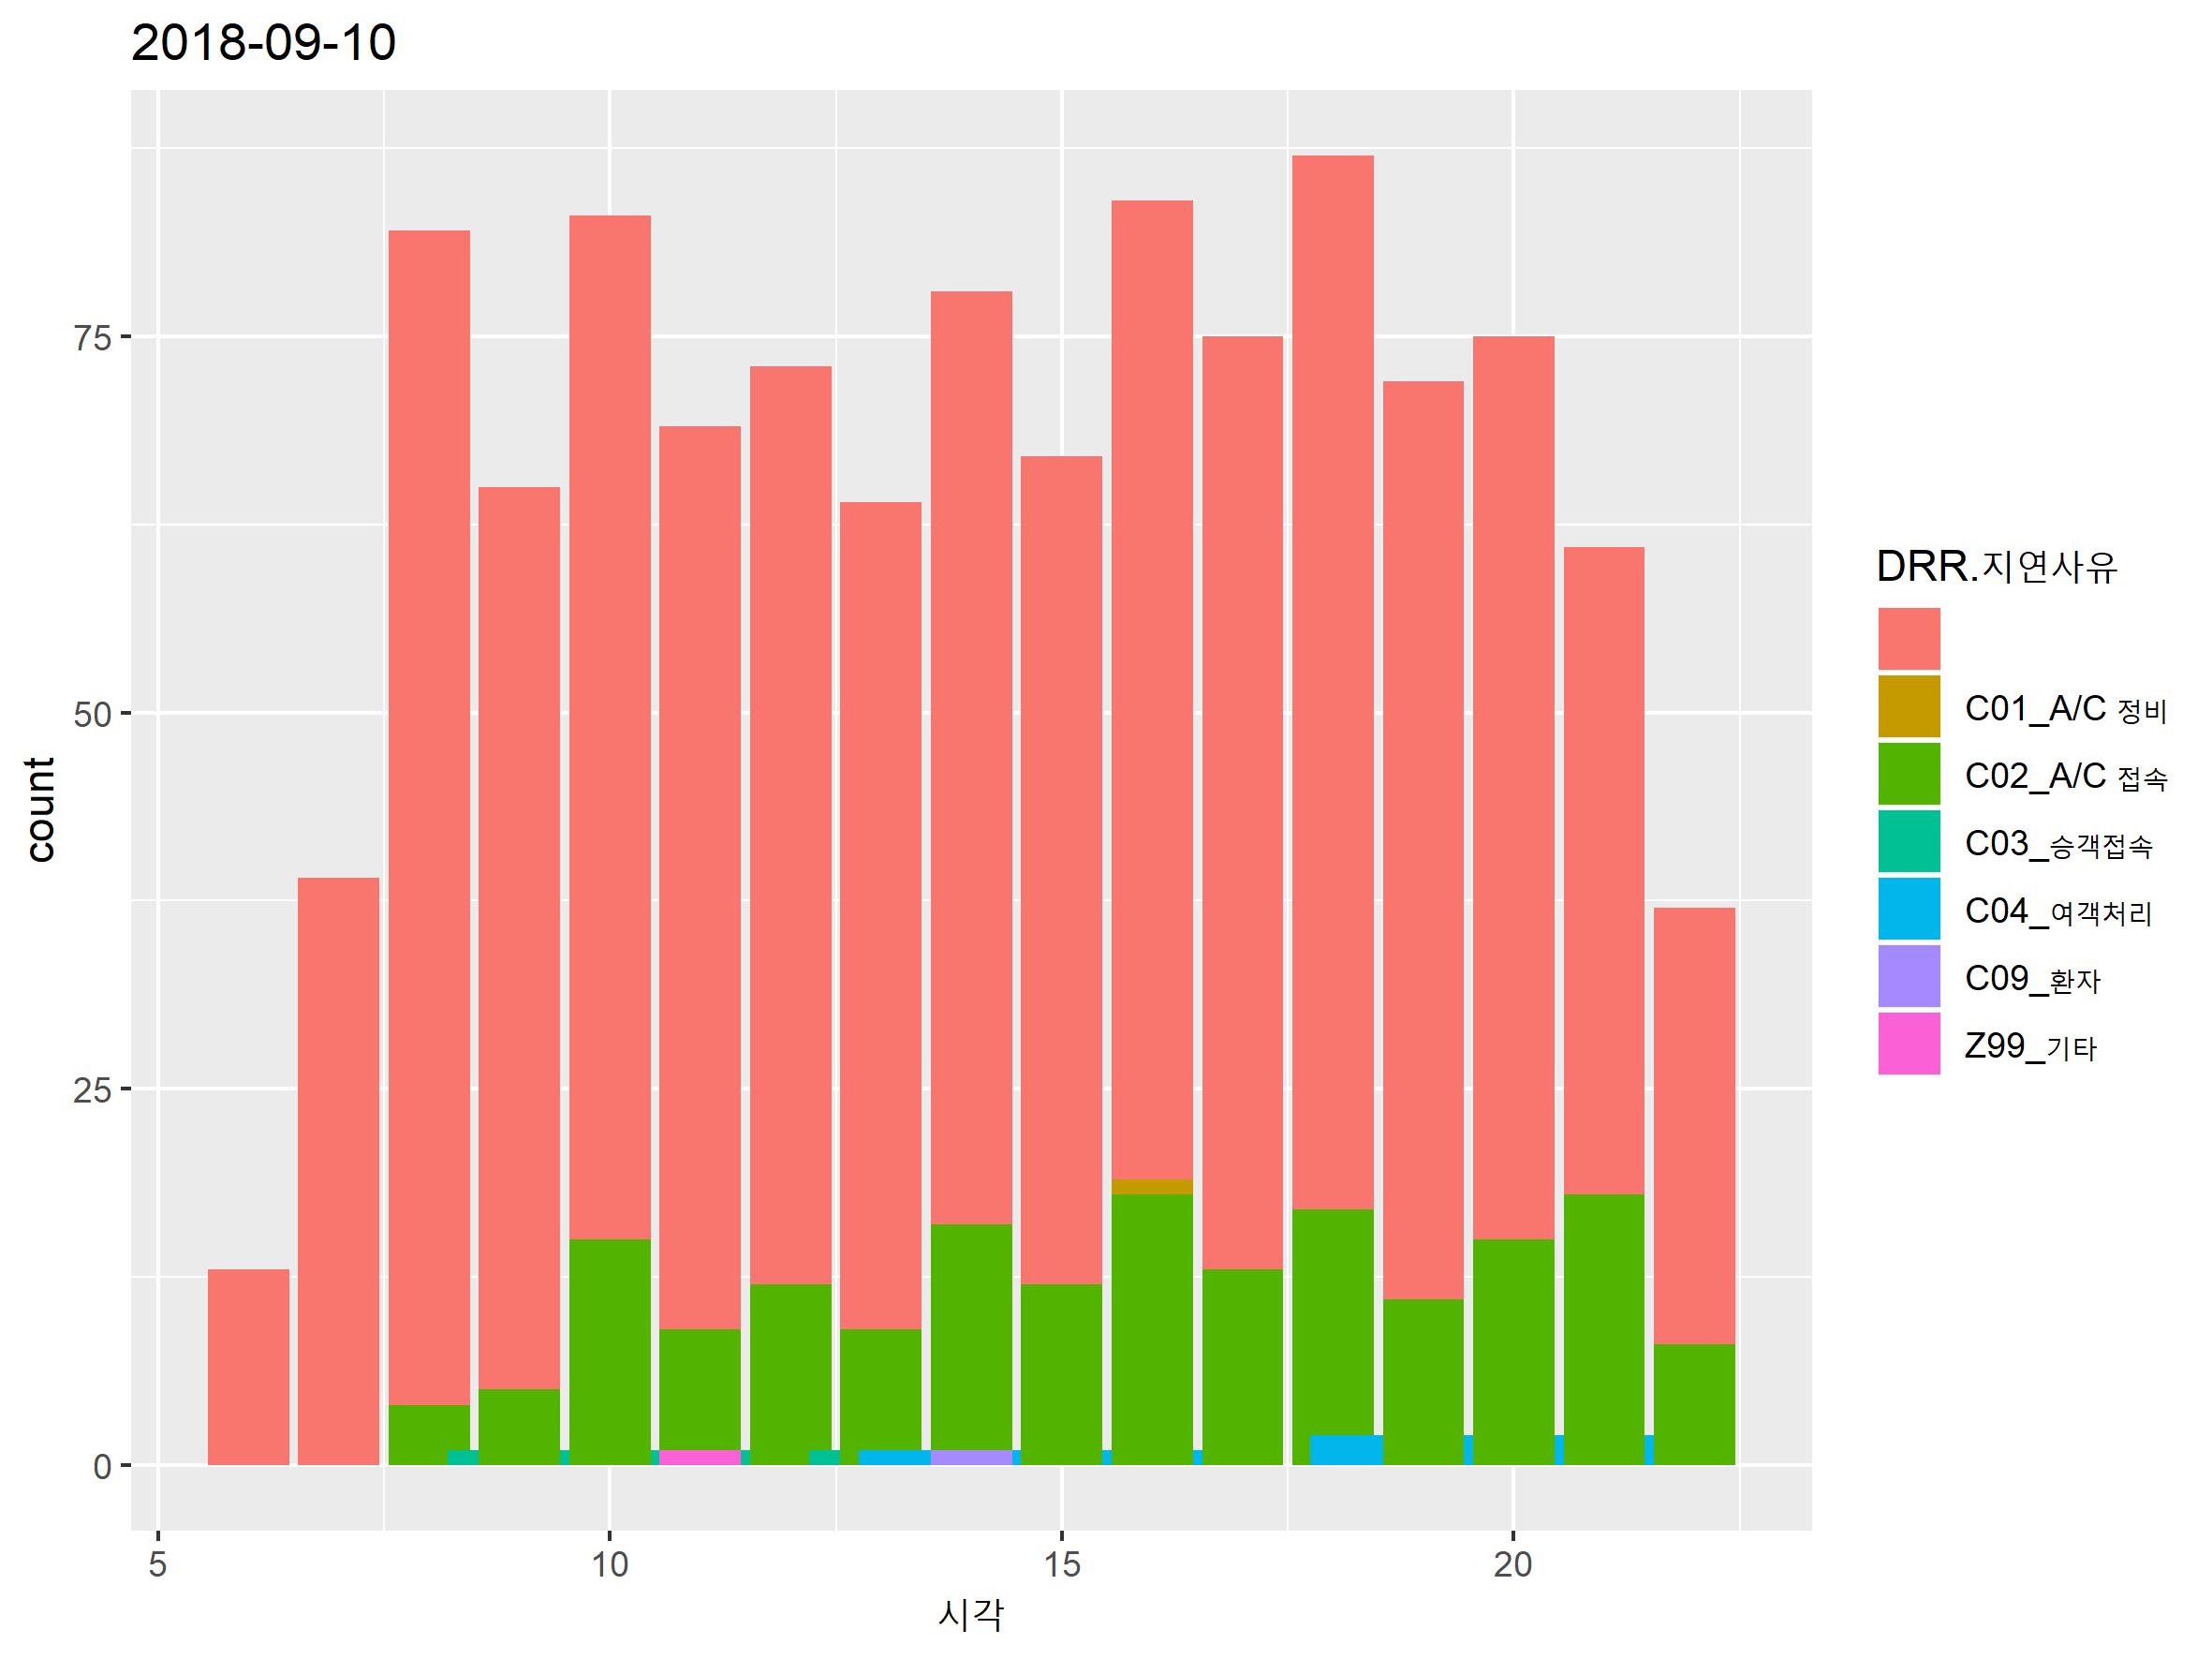 2018-09-10
75
50
25
0
count
5 10 15 20
시각
DRR.지연사유
C01_A/C 정비
C02_A/C 접속
C03_승객접속
C04_여객처리
C09_환자
Z99_기타